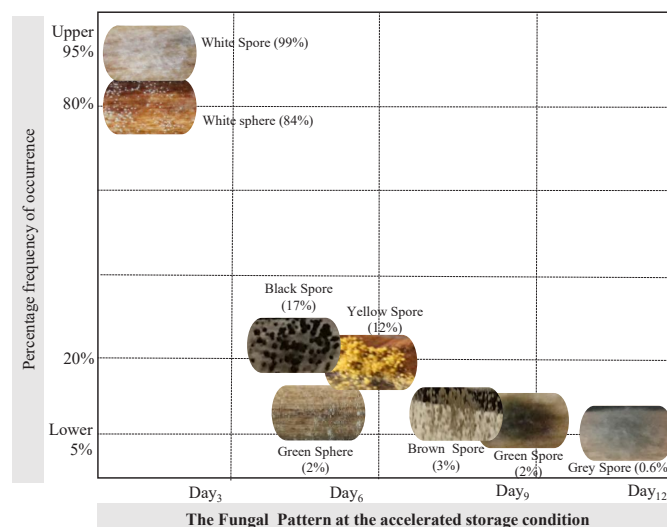 Upper
95%
80%
20%
Lower
5%
Percentage frequency of occurrence
White Spore (99%)
White sphere (84%)
Black Spore
(17%)
Yellow Spore
(12%)
Green Sphere
(2%)
Brown Spore
(3%)
Green Spore
(2%)
Grey Spore (0.6%
Day3
Day6
Day9
Day12
The Fungal Pattern at the accelerated storage condition